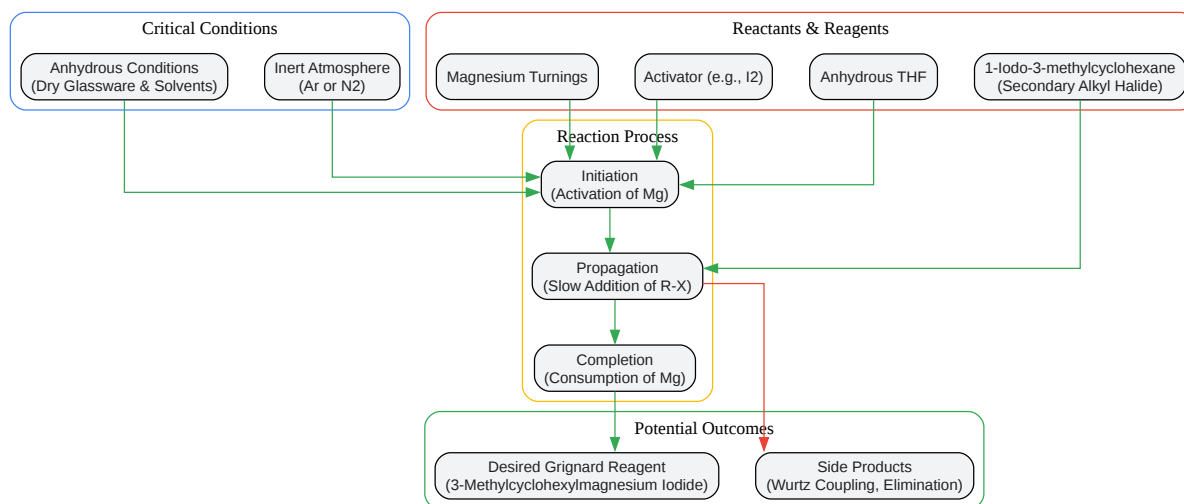 Critical Conditions
Anhydrous Conditions
(Dry Glassware & Solvents)
Inert Atmosphere
(Ar or N2)
Reactants & Reagents
Magnesium Turnings
Activator (e.g., I2)
Anhydrous THF
1-Iodo-3-methylcyclohexane
(Secondary Alkyl Halide)
Reaction Process
Initiation
(Activation of Mg)
Propagation
(Slow Addition of R-X)
Completion
(Consumption of Mg)
Potential Outcomes
Desired Grignard Reagent
(3-Methylcyclohexylmagnesium Iodide)
Side Products
(Wurtz Coupling, Elimination)